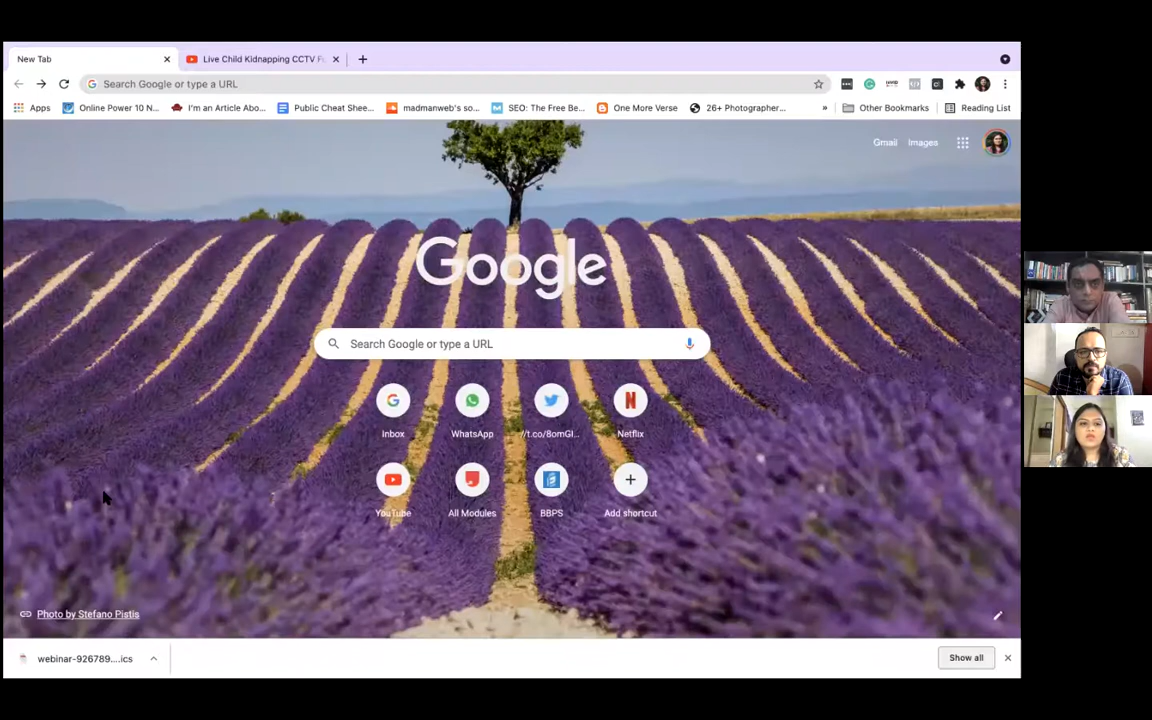 New Tab
Live Child Kidnapping CCTV Fo
Search Google or type a URL
Apps
Online Power 10 N...
I'm an Article Abo...
Public Cheat Shee...
madmanweb's so...
SEO: The Free Be...
One More Verse
26+ Photographer...
»
Other Bookmarks
Reading List
Gmail
Images
Google
Search Google or type a URL
Inbox
WhatsApp
//t.co/8omGl...
Netflix
YouTube
All Modules
BBPS
Add shortcut
Photo by Stefano Pistis
webinar-926789....ics
Show all